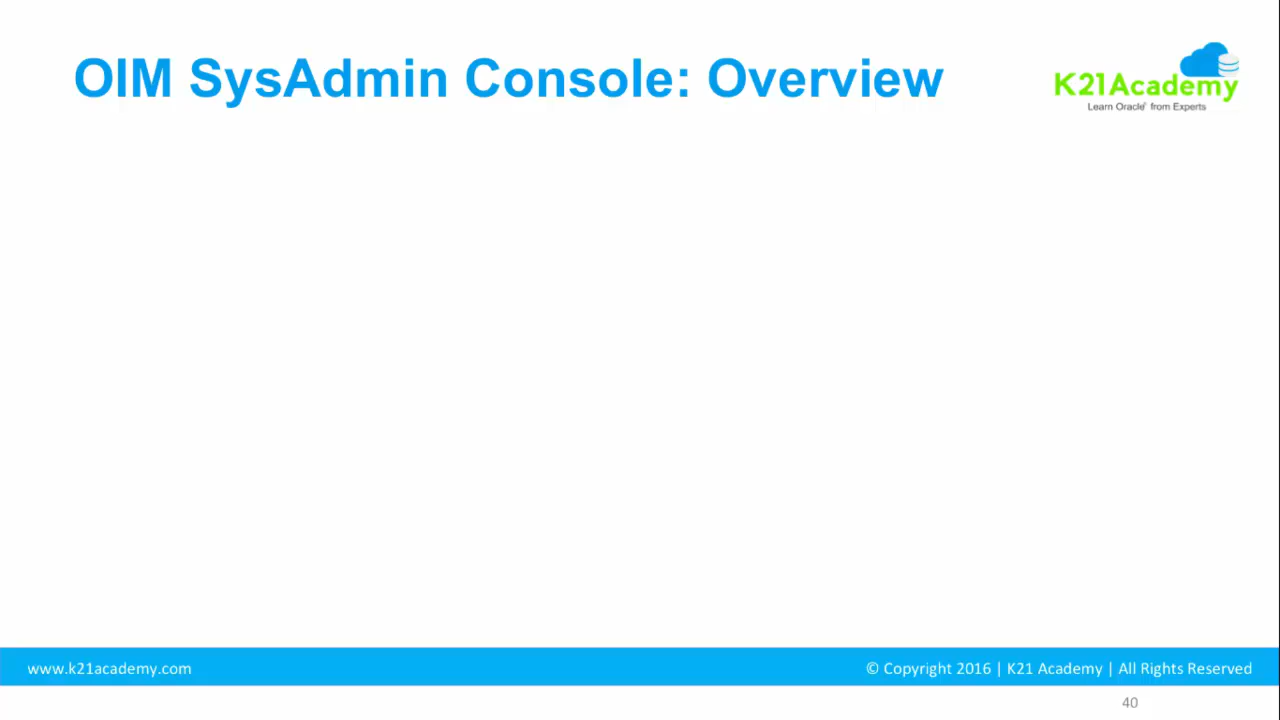 OIM SysAdmin Console: Overview
K21Academy
Learn Oracle® from Experts
www.k21academy.com
© Copyright 2016 | K21 Academy | All Rights Reserved
40